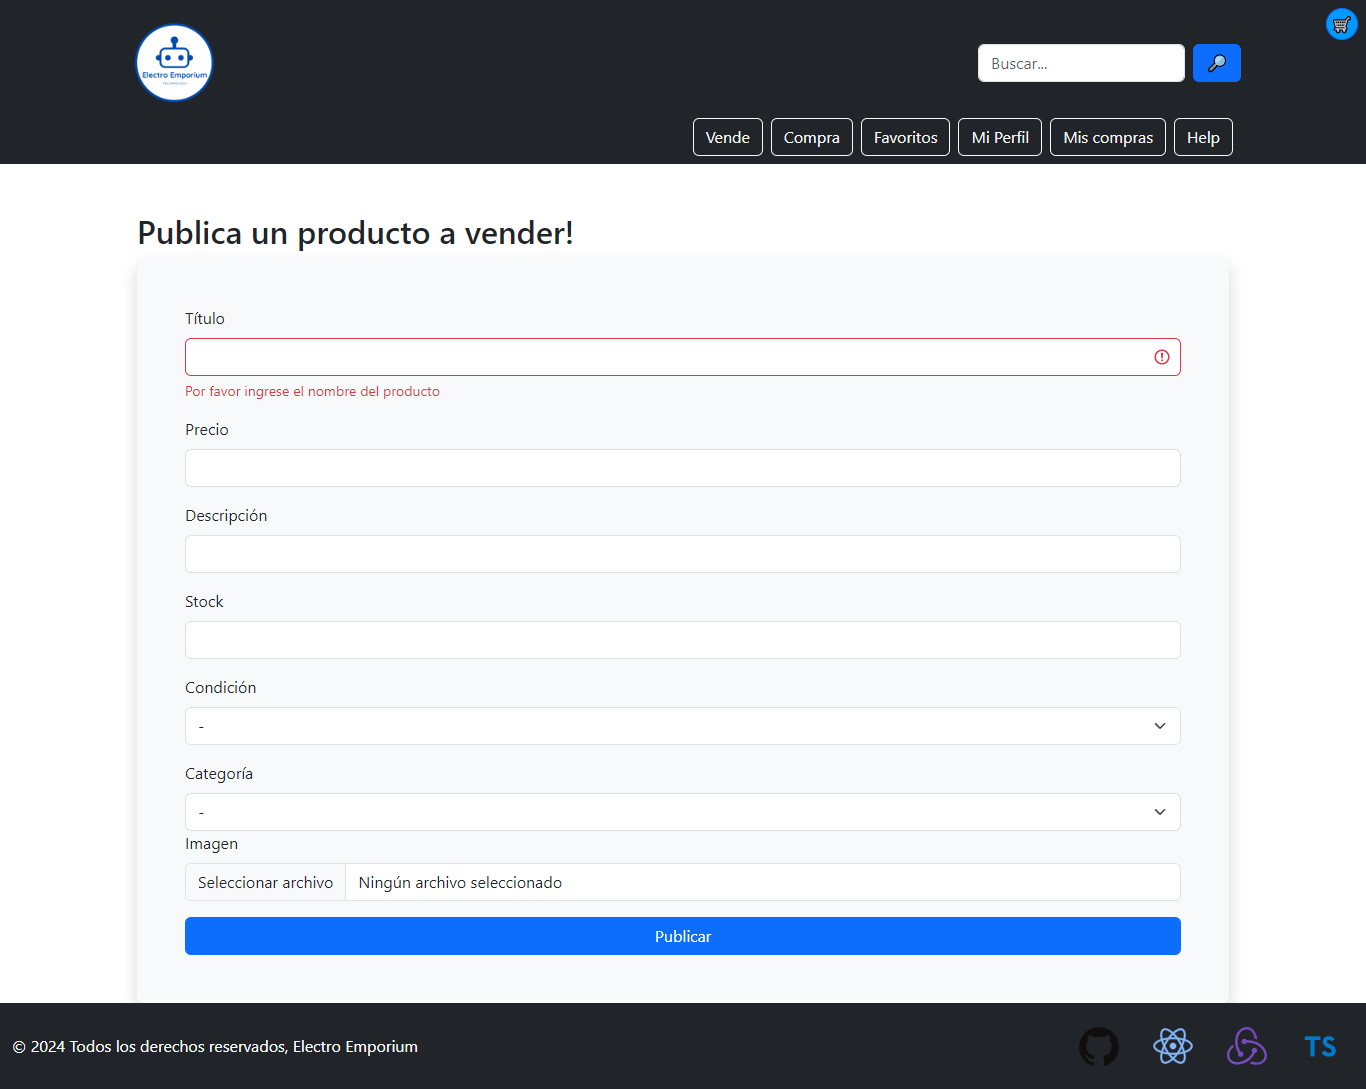 Electro Emporium
Buscar...
Vende
Compra
Favoritos
Mi Perfil
Mis compras
Help
Publica un producto a vender!
Título
Por favor ingrese el nombre del producto
Precio
Descripción
Stock
Condición
-
Categoría
-
Imagen
Seleccionar archivo Ningún archivo seleccionado
Publicar
© 2024 Todos los derechos reservados, Electro Emporium
TS